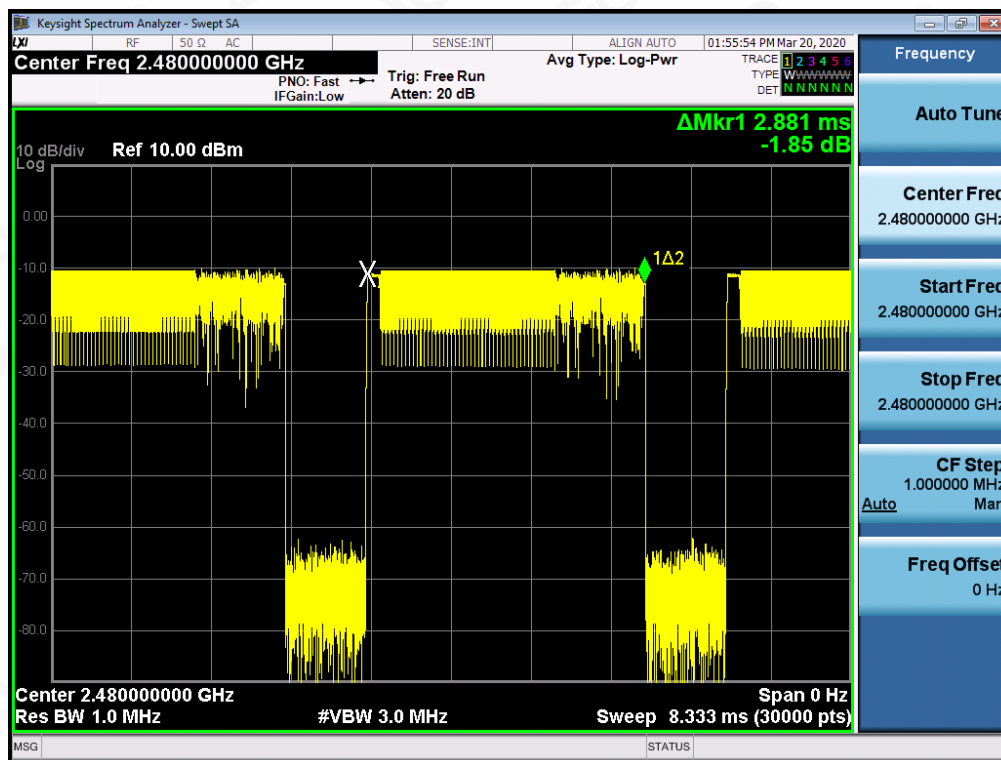 Keysight Spectrum Analyzer - Swept SA
LXI RF 50 Ω AC SENSE:INT ALIGN AUTO 01:55:54 PM Mar 20, 2020
Center Freq 2.480000000 GHz
PNO: Fast
IFGain:Low
Trig: Free Run
Atten: 20 dB
Avg Type: Log-Pwr
TRACE 1 2 3 4 5 6
TYPE WWWWWW
DET N N N N N N
ΔMkr1 2.881 ms
-1.85 dB
10 dB/div Ref 10.00 dBm
Log
0.00
-10.0
-20.0
-30.0
-40.0
-50.0
-60.0
-70.0
-80.0
1Δ2
Center 2.480000000 GHz Span 0 Hz
Res BW 1.0 MHz #VBW 3.0 MHz Sweep 8.333 ms (30000 pts)
MSG STATUS
Frequency
Auto Tune
Center Freq
2.480000000 GHz
Start Freq
2.480000000 GHz
Stop Freq
2.480000000 GHz
CF Step
1.000000 MHz
Auto Man
Freq Offset
0 Hz